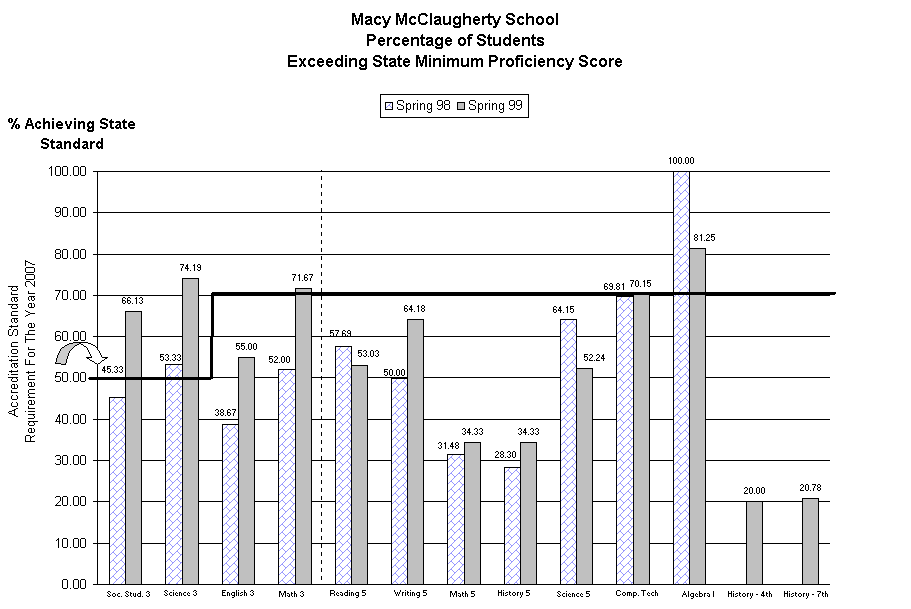 Macy McClaugherty School
Percentage of Students
Exceeding State Minimum Proficiency Score
Spring 98 Spring 99
% Achieving State
Standard
Accreditation Standard
Requirement For The Year 2007
100.00
90.00
80.00
70.00
60.00
50.00
40.00
30.00
20.00
10.00
0.00
45.33
66.13
53.33
74.19
38.67
55.00
52.00
71.67
57.69
53.03
50.00
64.18
31.48
34.33
28.30
34.33
64.15
52.24
69.81
70.15
100.00
81.25
20.00
20.78
Soc. Stud. 3
Science 3
English 3
Math 3
Reading 5
Writing 5
Math 5
History 5
Science 5
Comp. Tech
Algebra I
History - 4th
History - 7th